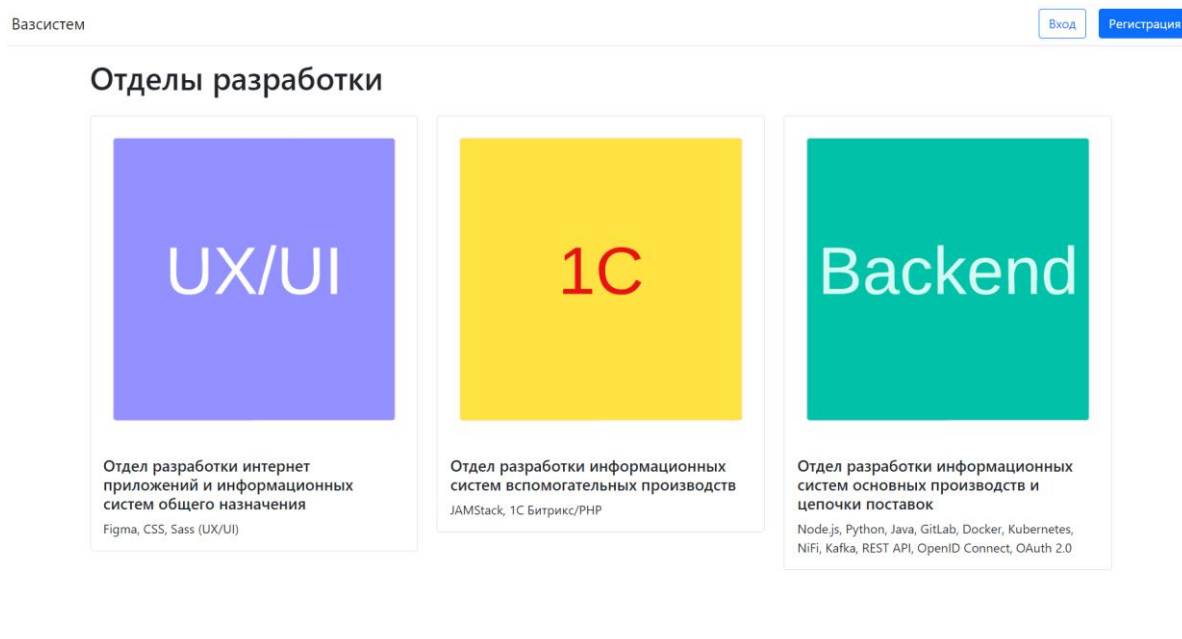 Вазсистем
Вход
Регистрация
Отделы разработки
UX/UI
1C
Backend
Отдел разработки интернет
приложений и информационных
систем общего назначения
Figma, CSS, Sass (UX/UI)
Отдел разработки информационных
систем вспомогательных производств
JAMStack, 1С Битрикс/PHP
Отдел разработки информационных
систем основных производств и
цепочки поставок
Node.js, Python, Java, GitLab, Docker, Kubernetes,
NiFi, Kafka, REST API, OpenID Connect, OAuth 2.0